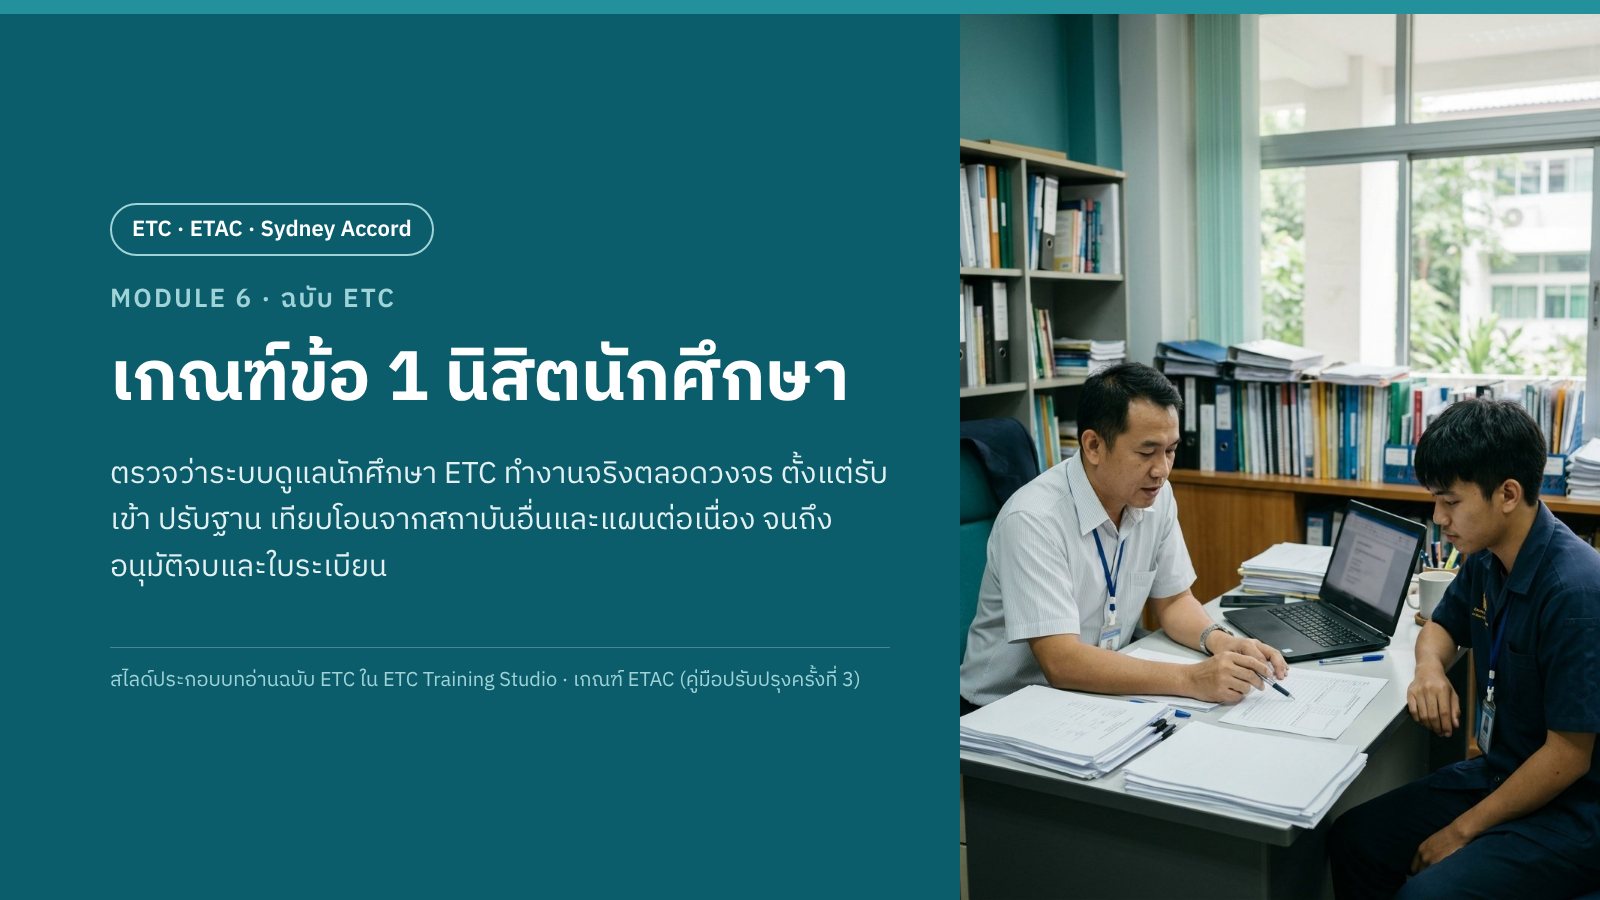 ETC · ETAC · Sydney Accord
MODULE 6 · ฉบับ ETC
เกณฑ์ข้อ 1 นิสิตนักศึกษา
ตรวจว่าระบบดูแลนักศึกษา ETC ทำงานจริงตลอดวงจร ตั้งแต่รับ
เข้า ปรับฐาน เทียบโอนจากสถาบันอื่นและแผนต่อเนื่อง จนถึง
อนุมัติจบและใบระเบียน
สไลด์ประกอบบทอ่านฉบับ ETC ใน ETC Training Studio · เกณฑ์ ETAC (คู่มือปรับปรุงครั้งที่ 3)